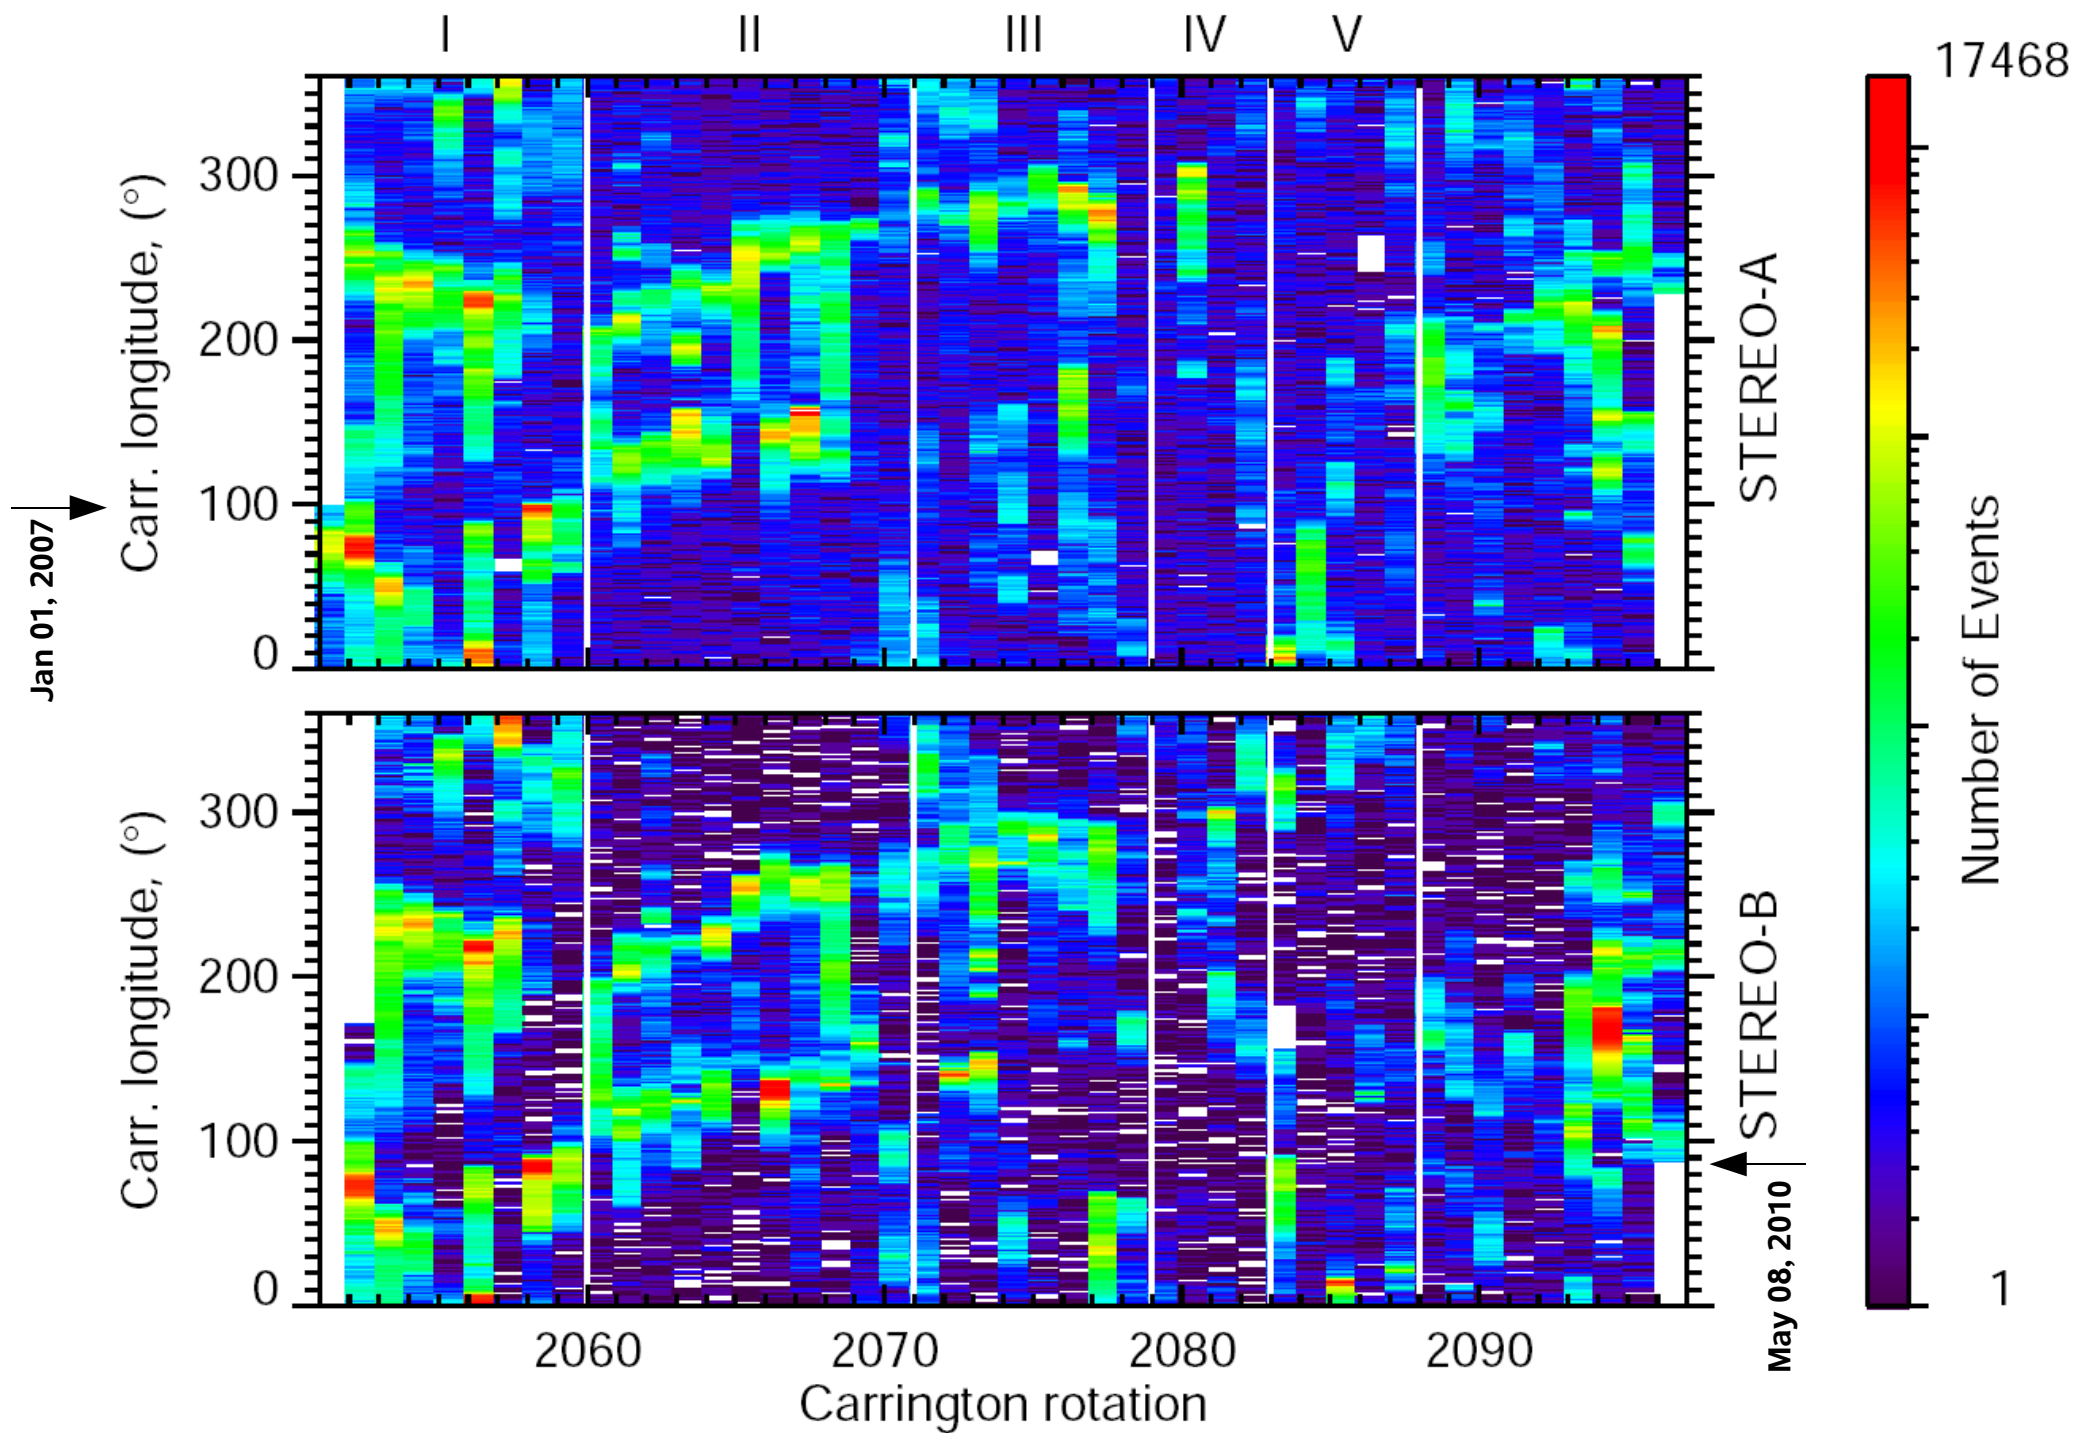 I II III IV V
17468
Carr. longitude, (°)
300
200
100
0
STEREO-A
Jan 01, 2007
Number of Events
Carr. longitude, (°)
300
200
100
0
STEREO-B
May 08, 2010
1
2060 2070 2080 2090
Carrington rotation